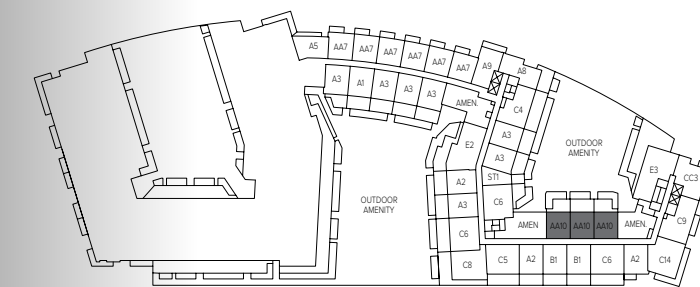 A5 AA7 AA7 AA7 AA7 AA7 AA7 A9 A8
A3 A1 A3 A3 A3 AMEN. C4
E2 A3
A3
OUTDOOR
AMENITY
E3 CC3
ST1
A2 C6
OUTDOOR
AMENITY
A3
C6 AMEN. AA10 AA10 AA10 AMEN. C9
C8 C5 A2 B1 B1 C6 A2 C14